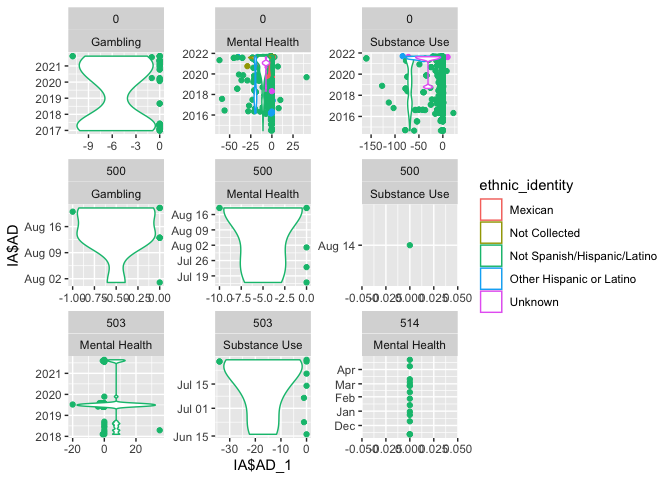 0 0 0
Gambling Mental Health Substance Use
2021
2020
2019
2018
2017
-9 -6 -3 0
2022
2020
2018
2016
-50 -25 0 25
2022
2020
2018
2016
-150 -100 -50 0
500 500 500
Gambling Mental Health Substance Use
Aug 16
Aug 09
Aug 02
-1.00 -0.75 -0.50 -0.25 0.00
Aug 16
Aug 09
Aug 02
Jul 26
Jul 19
-10.0 -7.5 -5.0 -2.5 0.0
Aug 14
-0.050 -0.025 0.000 0.025 0.050
503 503 514
Mental Health Substance Use Mental Health
2021
2020
2019
2018
-20 0 20
Jul 15
Jul 01
Jun 15
-30 -20 -10 0
Apr
Mar
Feb
Jan
Dec
-0.050 -0.025 0.000 0.025 0.050
IA$AD
IA$AD_1
ethnic_identity
Mexican
Not Collected
Not Spanish/Hispanic/Latino
Other Hispanic or Latino
Unknown